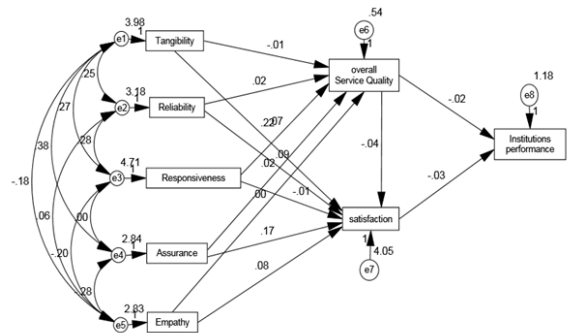 3.98
.54
e1
1
Tangibility
-.01
e6
1
.25
3.18
overall
Service Quality
1.18
e2
1
Reliability
.02
-.02
e8
.27
1
.22
.07
.28
4.71
.38
e3
1
Responsiveness
.09
.02
-.04
Institutions
performance
-.18
-.01
.00
-.03
.06
.00
2.84
satisfaction
e4
1
Assurance
.17
1
4.05
-.20
.08
e7
.28
2.83
e5
1
Empathy